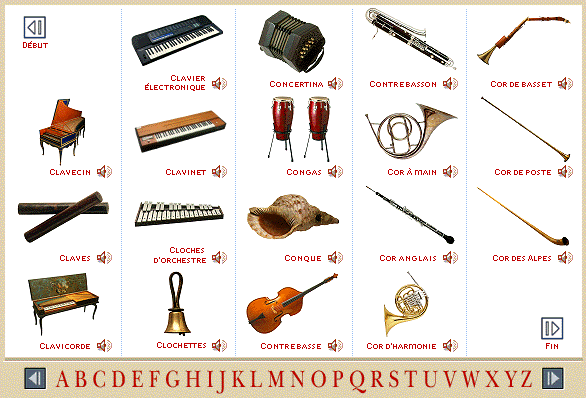 DÉBUT
CLAVIER
ÉLECTRONIQUE
CONCERTINA
CONTREBASSON
COR DE BASSET
CLAVECIN
CLAVINET
CONGAS
COR À MAIN
COR DE POSTE
CLAVES
CLOCHES
D'ORCHESTRE
CONQUE
COR ANGLAIS
COR DES ALPES
CLAVICORDE
CLOCHETTES
CONTREBASSE
COR D'HARMONIE
FIN
A B C D E F G H I J K L M N O P Q R S T U V W X Y Z